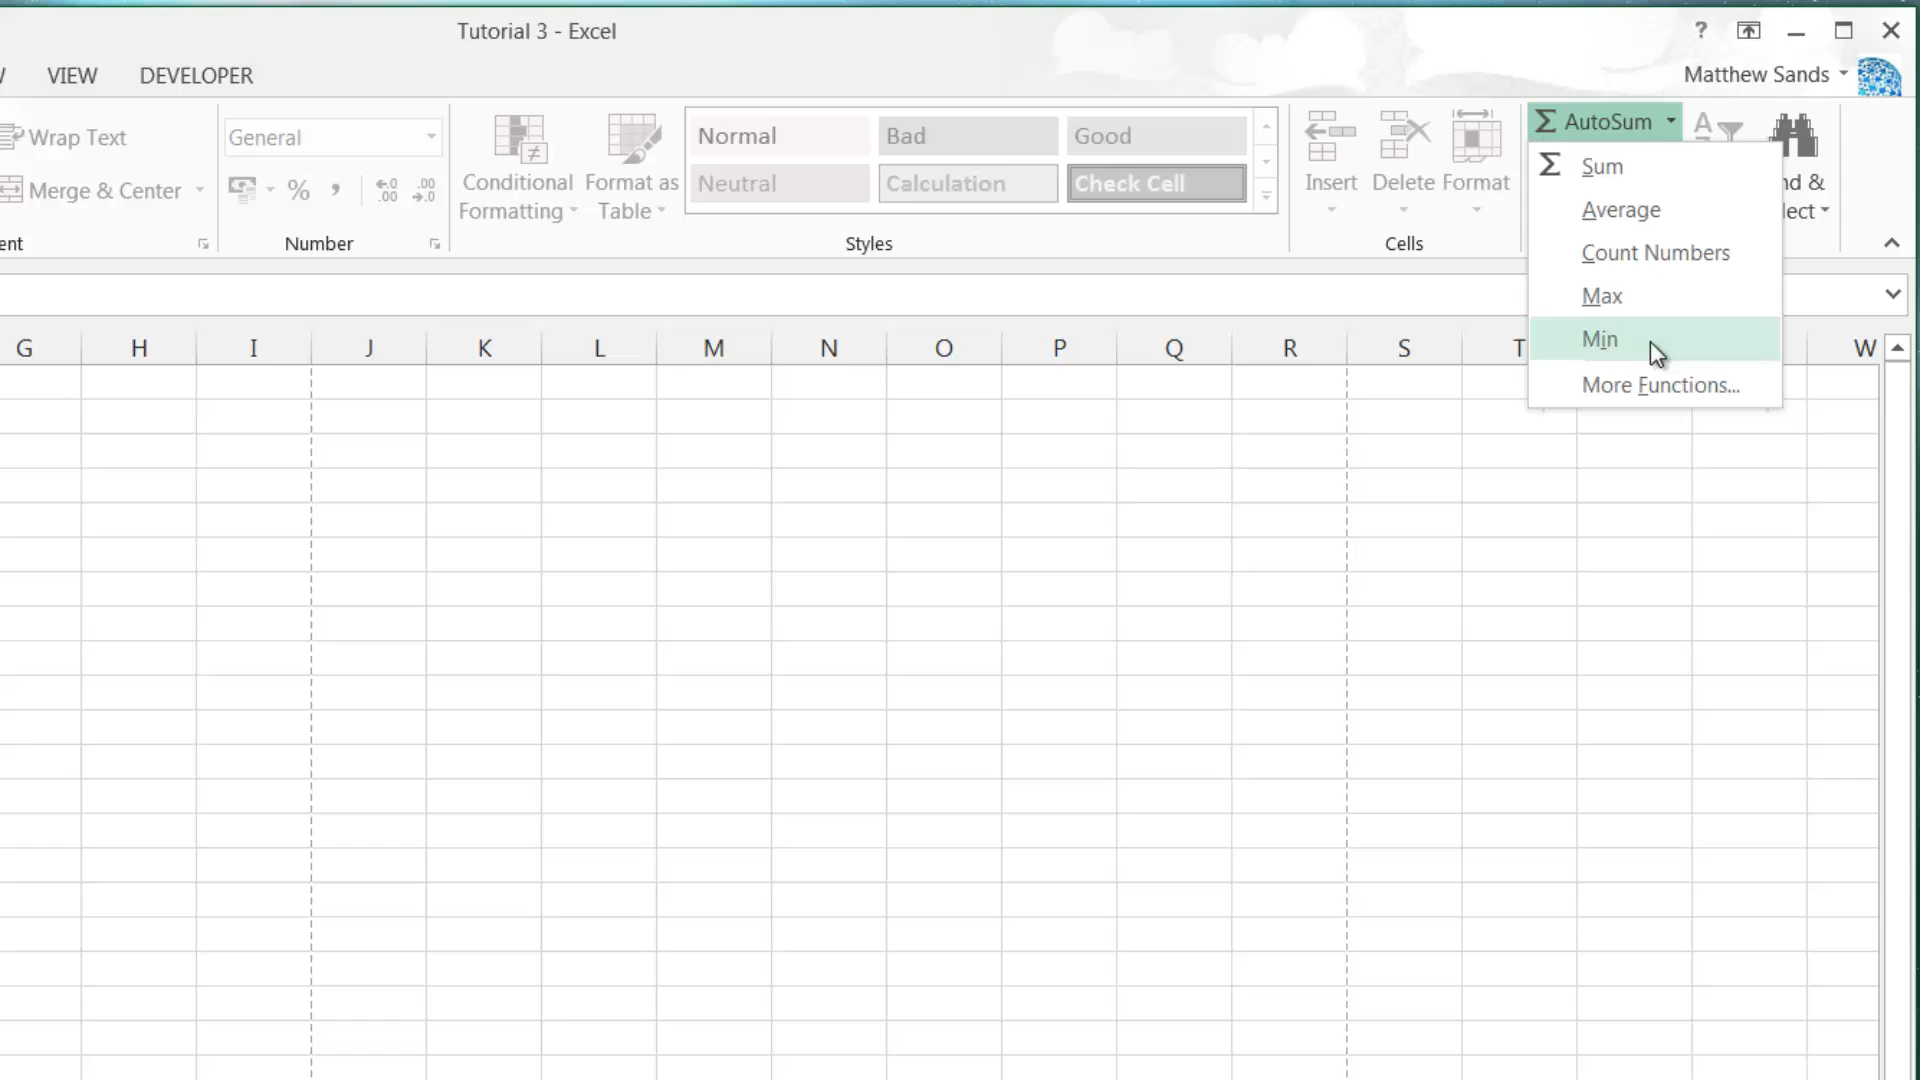 Tutorial 3 - Excel
?
VIEW DEVELOPER
Matthew Sands
Wrap Text
General
Merge & Center
%
Conditional
Formatting
Format as
Table
Normal Bad Good
Neutral Calculation Check Cell
Insert Delete Format
AutoSum
Sum
Average
Count Numbers
Max
Min
More Functions...
nd &
lect
ent
Number
Styles
Cells
G H I J K L M N O P Q R S T W